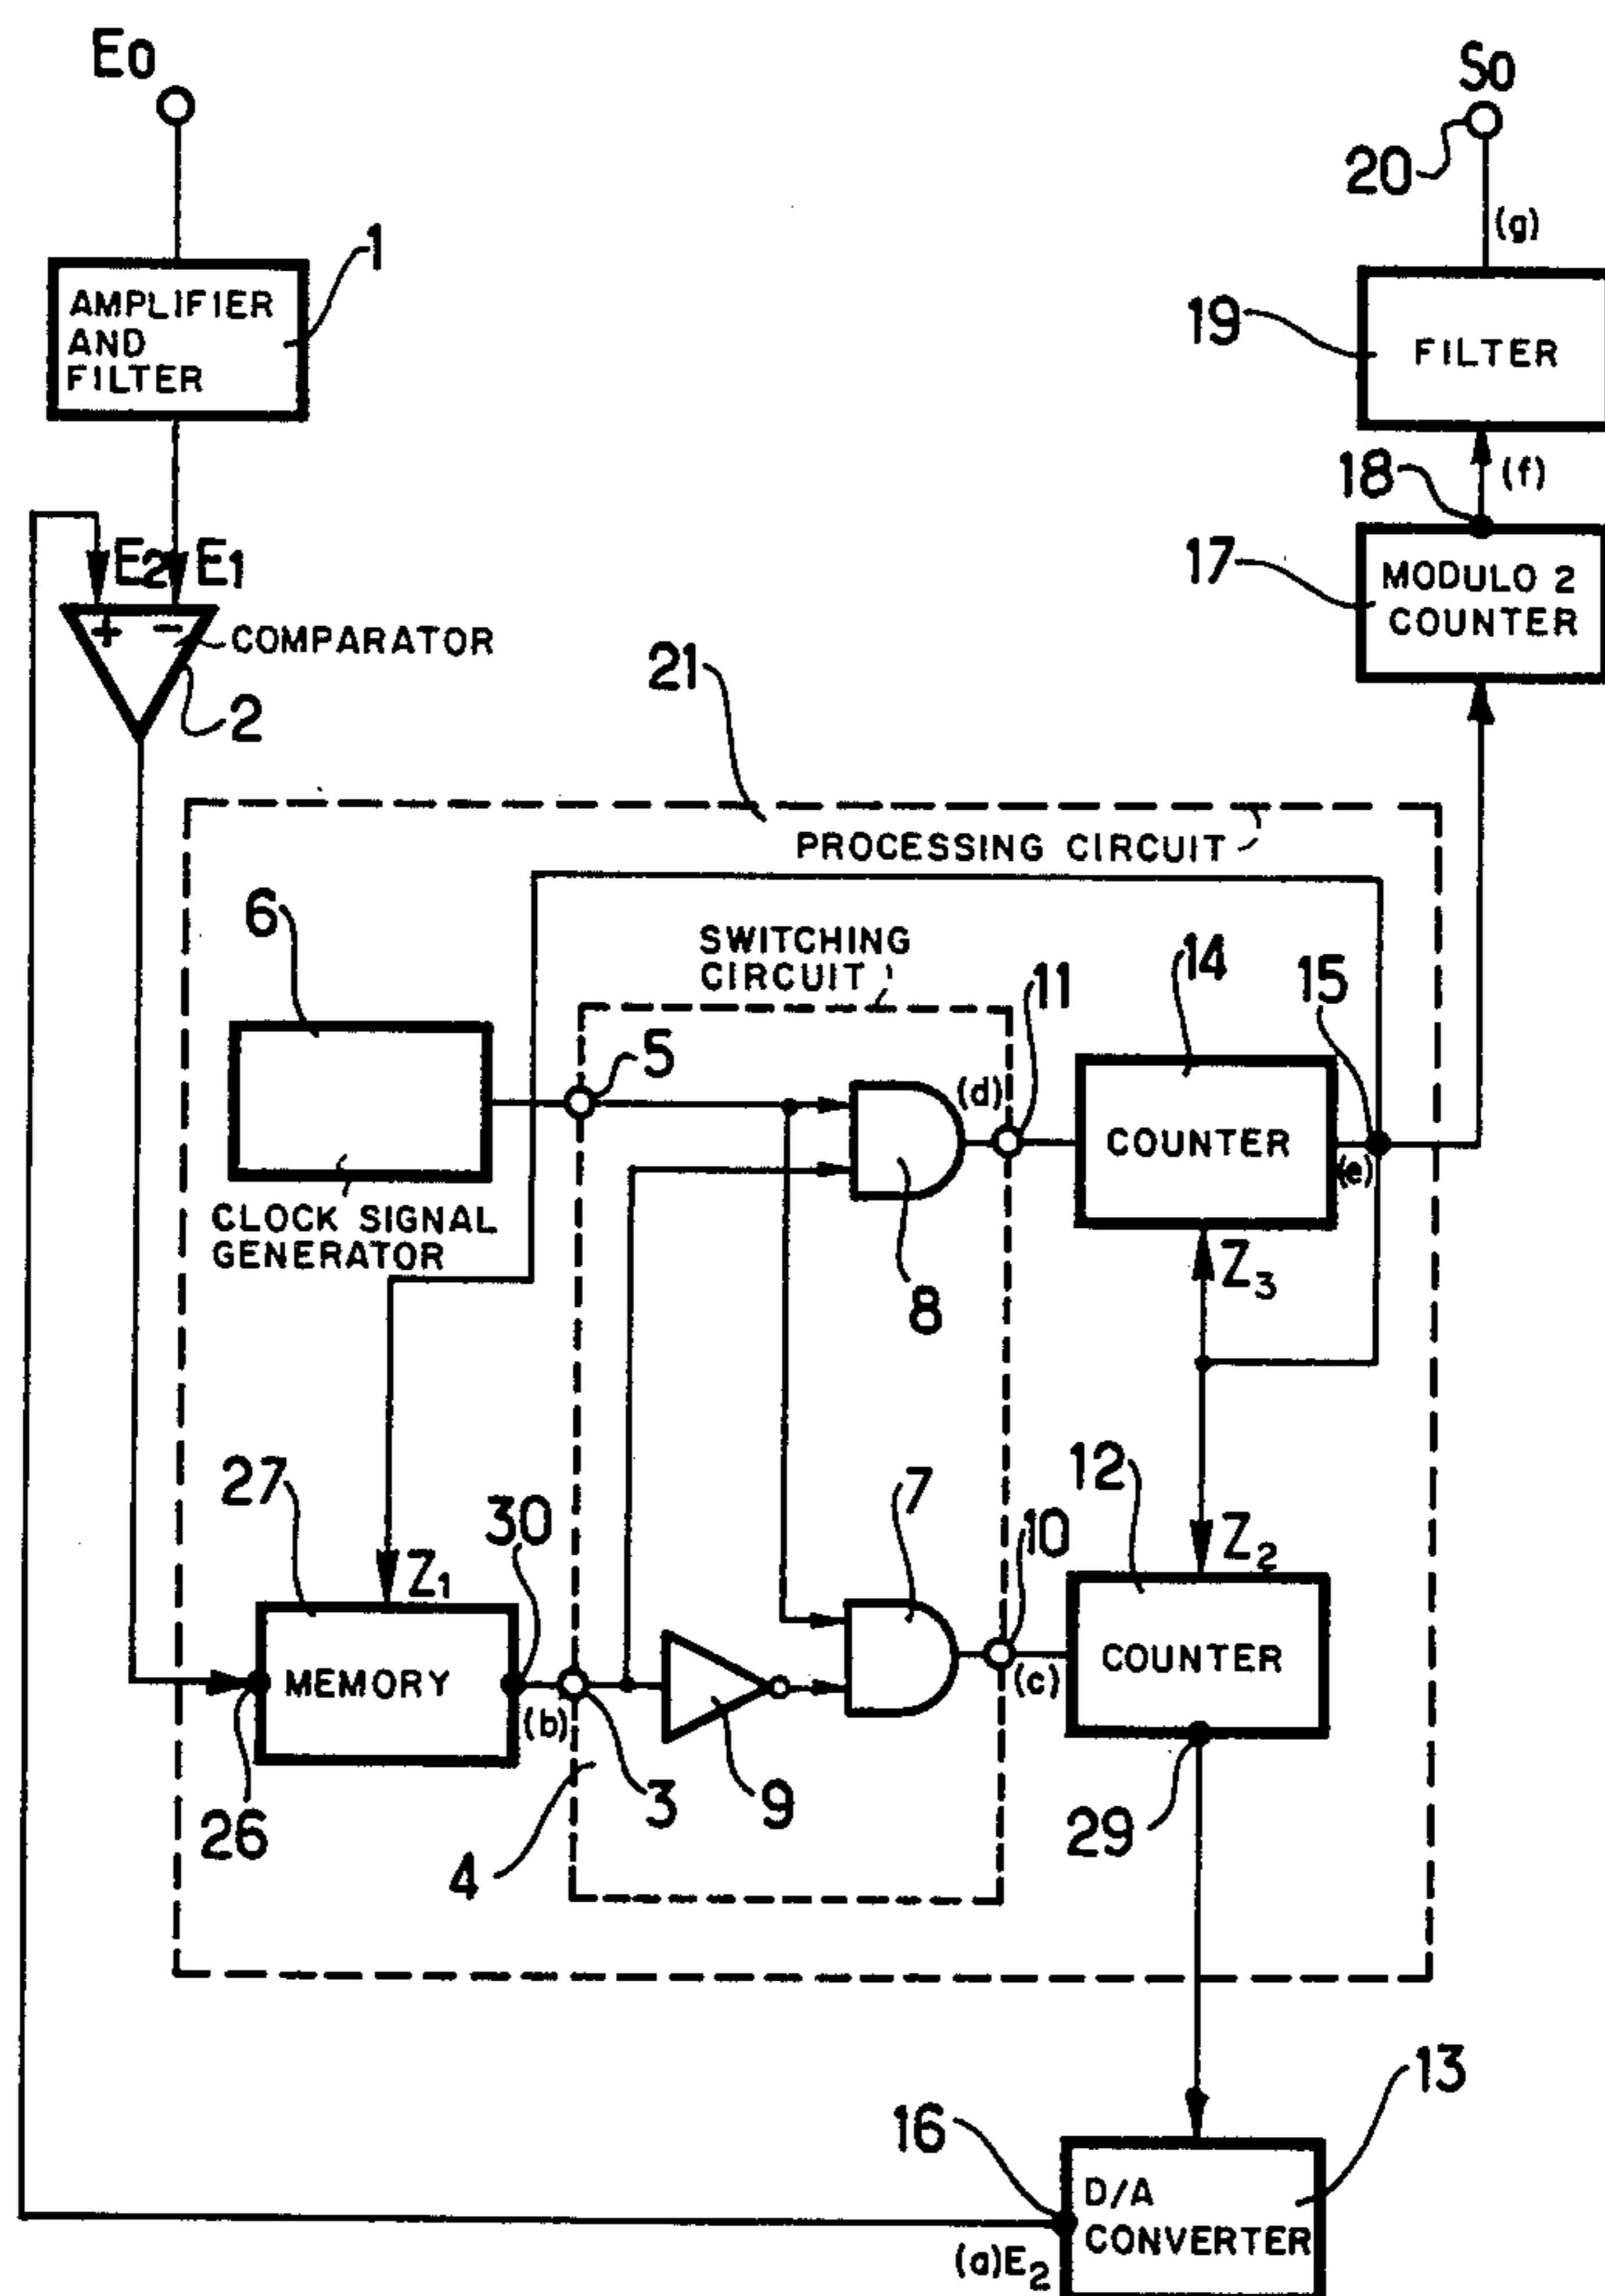 Eo
So
20
(g)
1
AMPLIFIER
AND
FILTER
19
FILTER
18
(f)
E2
E1
17
MODULO 2
COUNTER
+
−
COMPARATOR
2
21
PROCESSING CIRCUIT
6
SWITCHING
CIRCUIT
11
14
15
5
(d)
COUNTER
(e)
8
CLOCK SIGNAL
GENERATOR
Z3
27
30
7
10
12
Z1
Z2
MEMORY
(b)
(c)
COUNTER
26
4
3
9
29
13
16
D/A
CONVERTER
(a)E2